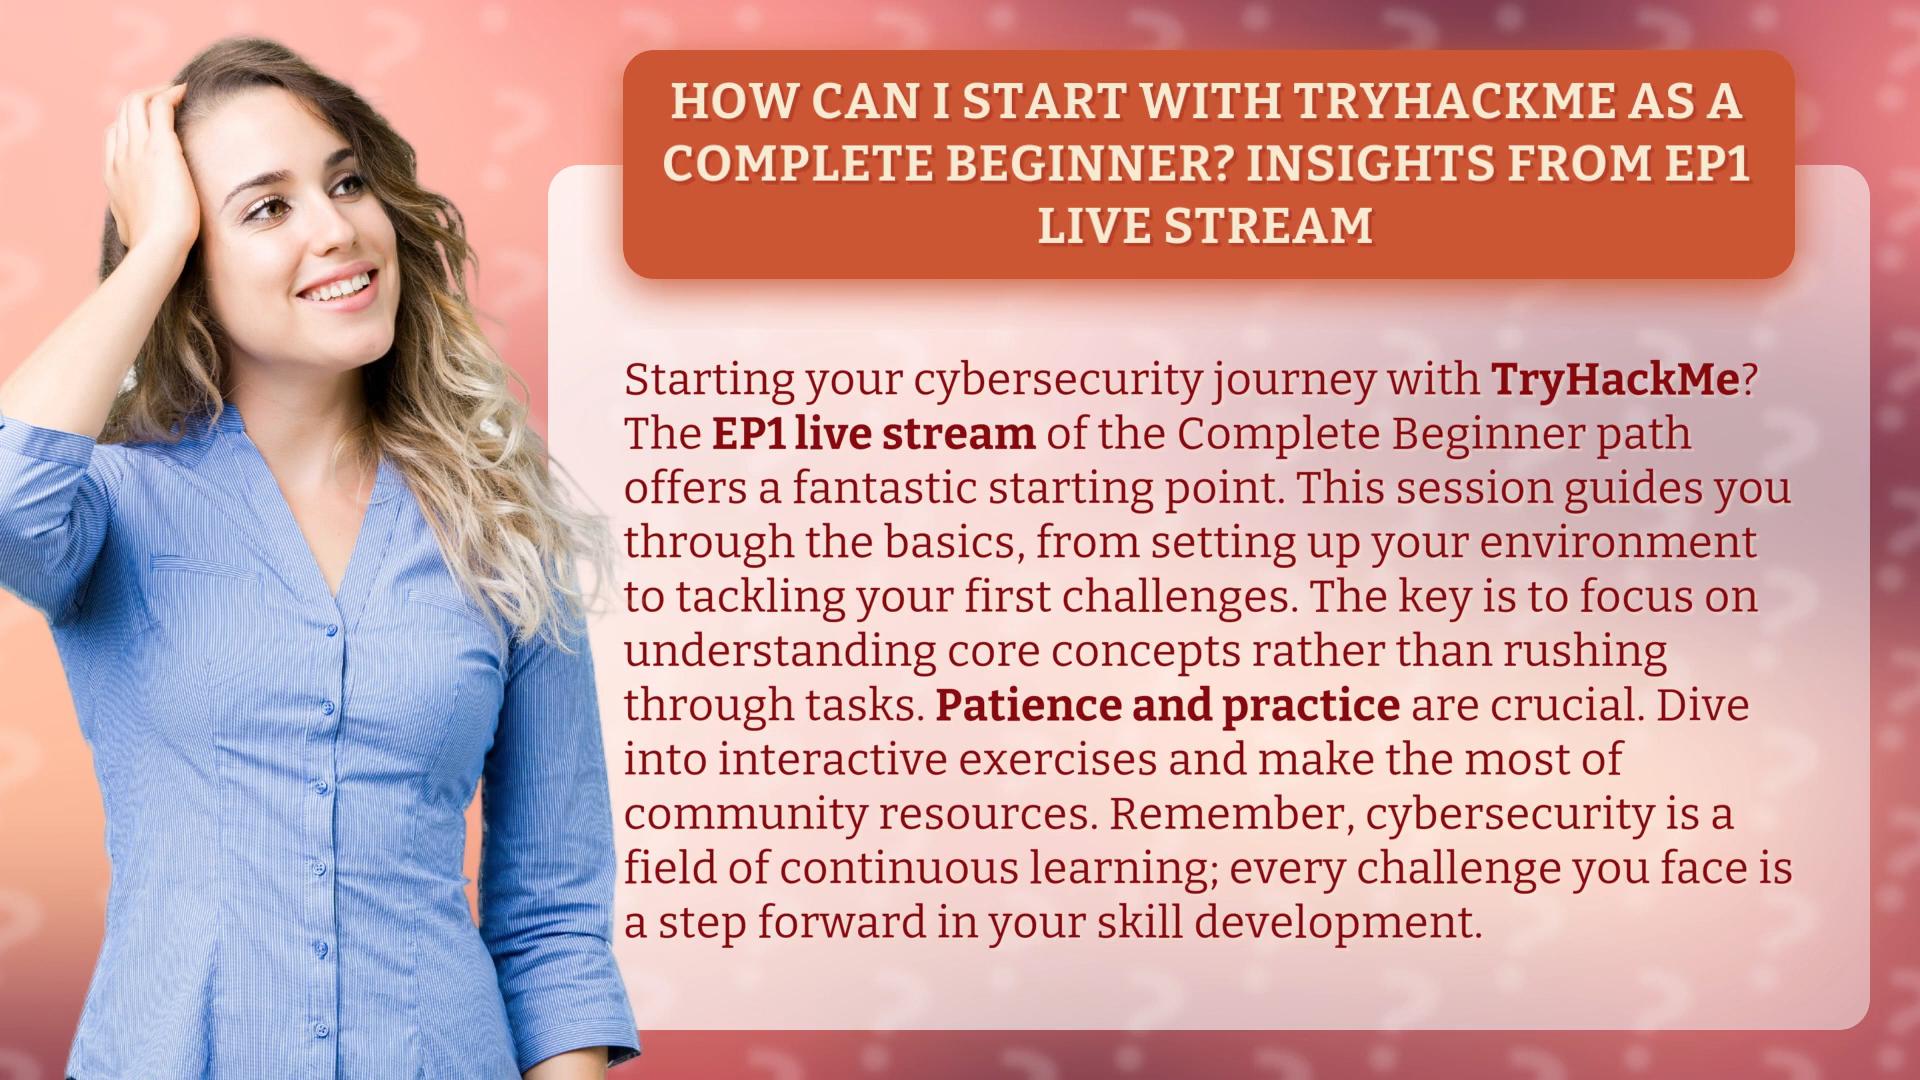 HOW CAN I START WITH TRYHACKME AS A
COMPLETE BEGINNER? INSIGHTS FROM EP1
LIVE STREAM
Starting your cybersecurity journey with TryHackMe?
The EP1 live stream of the Complete Beginner path
offers a fantastic starting point. This session guides you
through the basics, from setting up your environment
to tackling your first challenges. The key is to focus on
understanding core concepts rather than rushing
through tasks. Patience and practice are crucial. Dive
into interactive exercises and make the most of
community resources. Remember, cybersecurity is a
field of continuous learning; every challenge you face is
a step forward in your skill development.